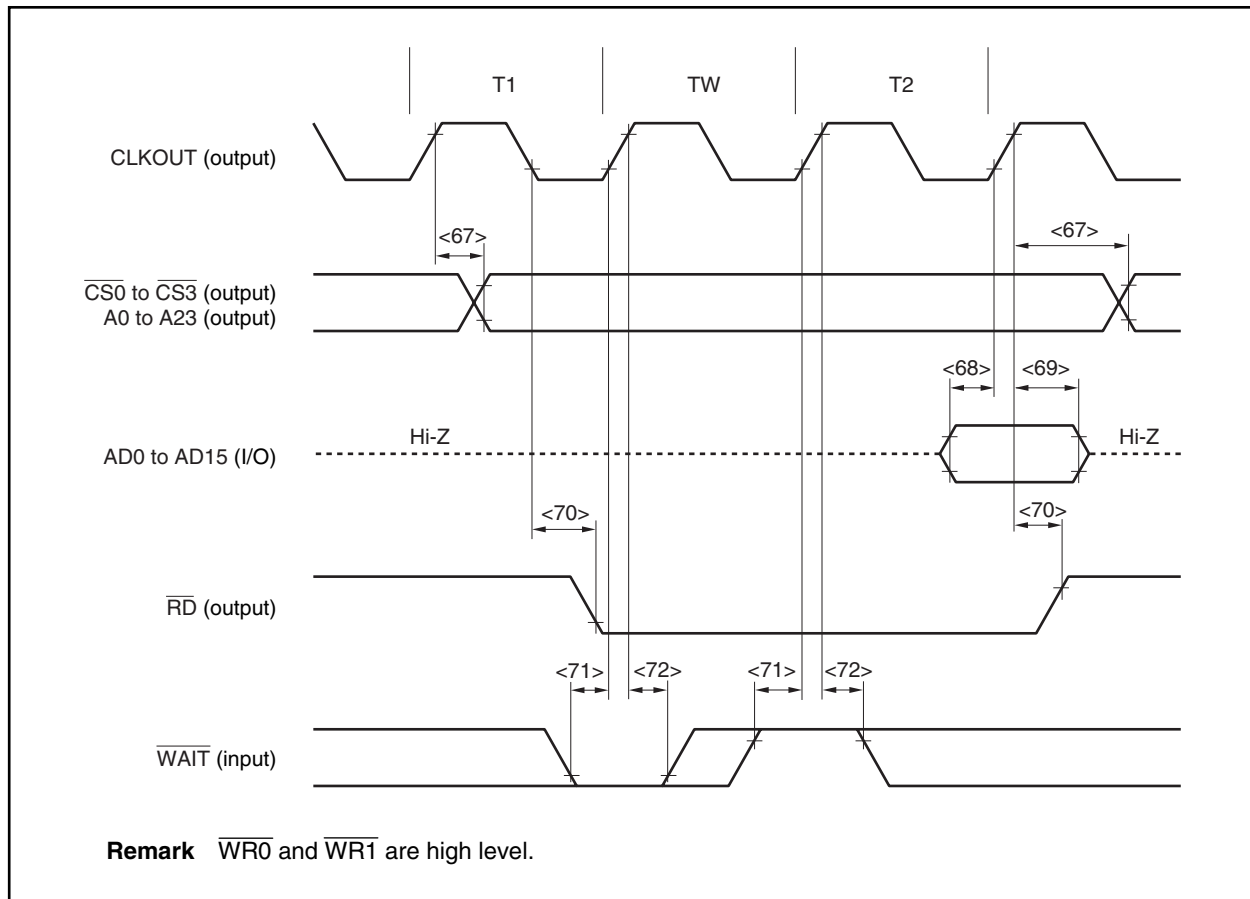 T1 TW T2
CLKOUT (output)
<67> <67>
CS0 to CS3 (output)
A0 to A23 (output)
<68> <69>
Hi-Z Hi-Z
AD0 to AD15 (I/O)
<70> <70>
RD (output)
<71> <72> <71> <72>
WAIT (input)
Remark WR0 and WR1 are high level.